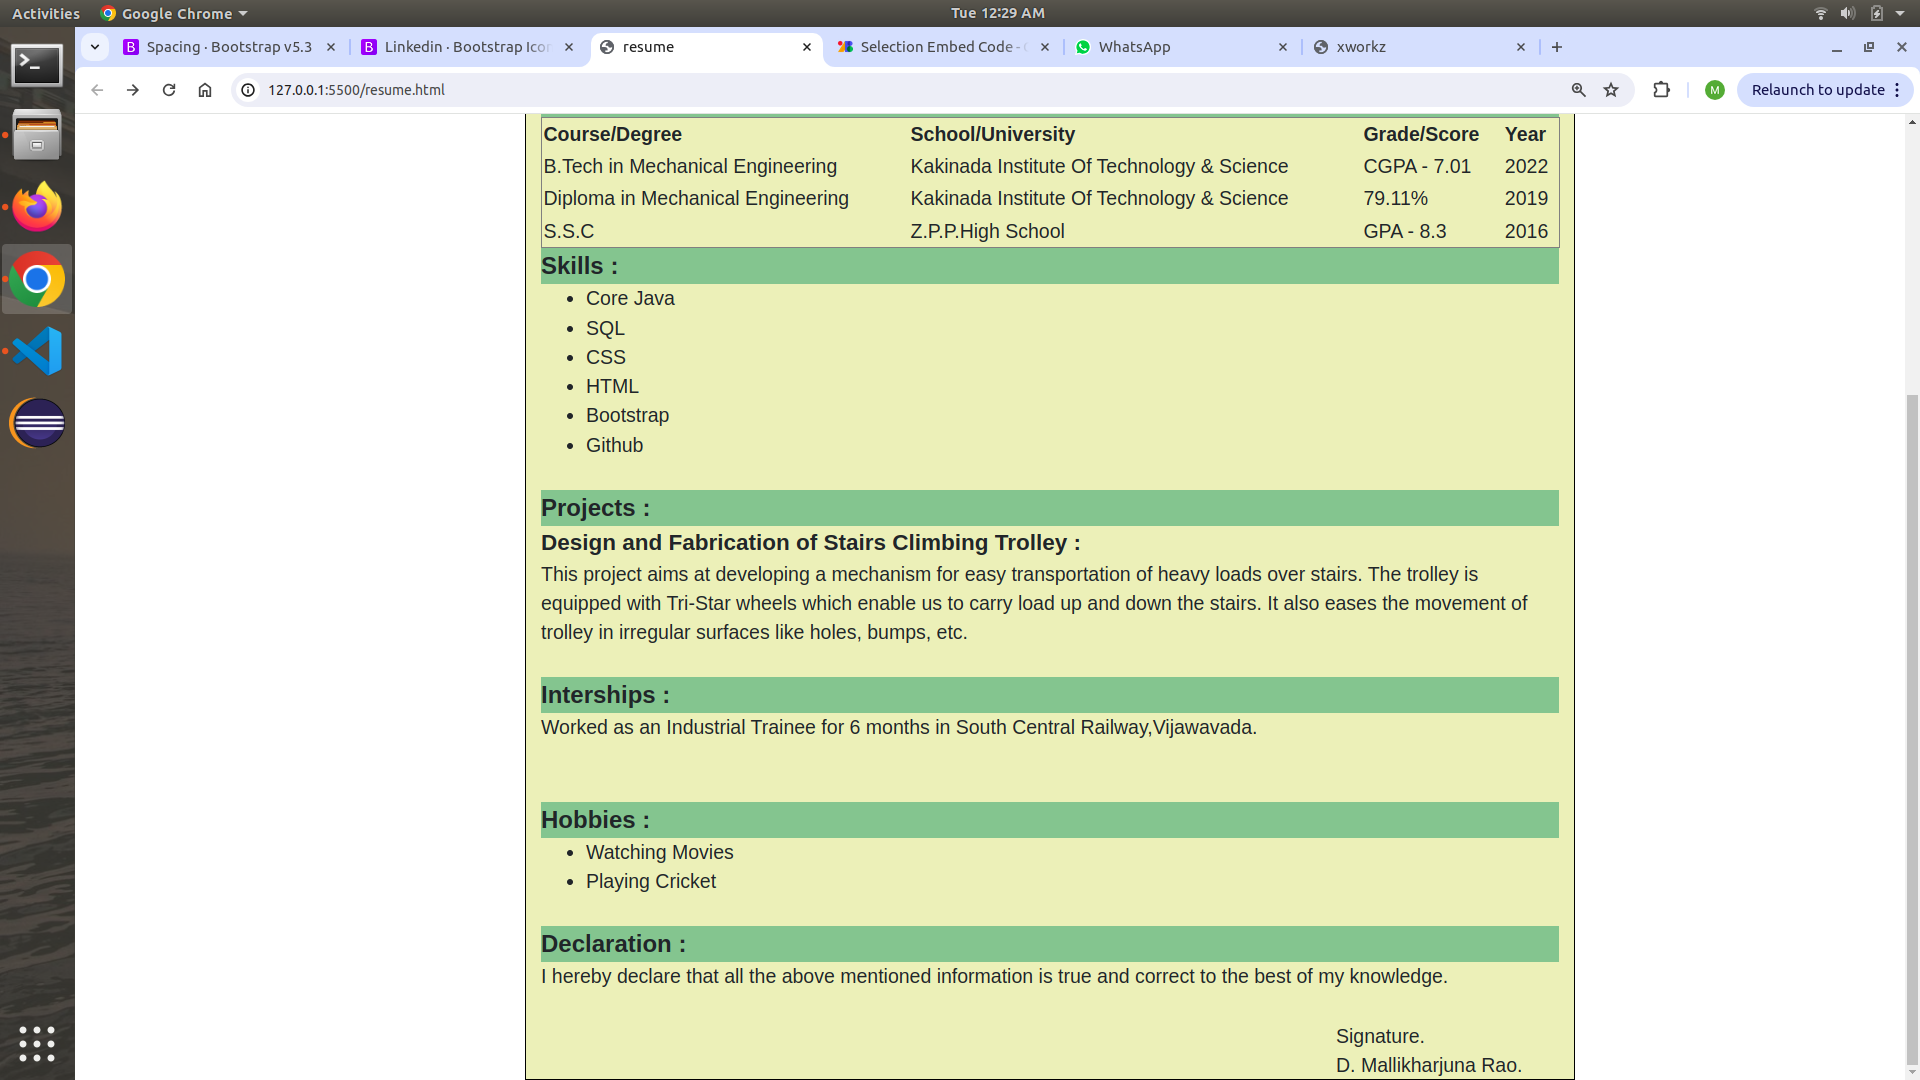 Activities Google Chrome Tue 12:29 AM
Spacing · Bootstrap v5.3 Linkedin · Bootstrap Icon resume Selection Embed Code - WhatsApp xworkz
127.0.0.1:5500/resume.html M Relaunch to update
Course/Degree School/University Grade/Score Year
B.Tech in Mechanical Engineering Kakinada Institute Of Technology & Science CGPA - 7.01 2022
Diploma in Mechanical Engineering Kakinada Institute Of Technology & Science 79.11% 2019
S.S.C Z.P.P.High School GPA - 8.3 2016
Skills :
Core Java
SQL
CSS
HTML
Bootstrap
Github
Projects :
Design and Fabrication of Stairs Climbing Trolley :
This project aims at developing a mechanism for easy transportation of heavy loads over stairs. The trolley is
equipped with Tri-Star wheels which enable us to carry load up and down the stairs. It also eases the movement of
trolley in irregular surfaces like holes, bumps, etc.
Interships :
Worked as an Industrial Trainee for 6 months in South Central Railway,Vijawavada.
Hobbies :
Watching Movies
Playing Cricket
Declaration :
I hereby declare that all the above mentioned information is true and correct to the best of my knowledge.
Signature.
D. Mallikharjuna Rao.